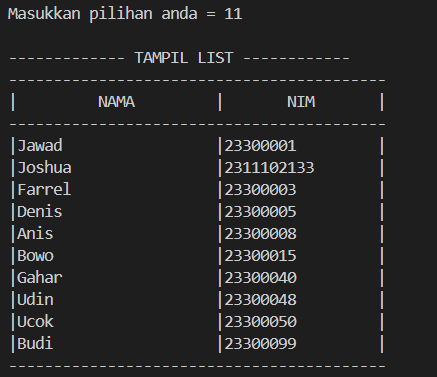 Masukkan pilihan anda = 11
------------- TAMPIL LIST ------------
------------------------------------------
|         NAMA         |       NIM       |
------------------------------------------
|Jawad                 |23300001         |
|Joshua                |2311102133       |
|Farrel                |23300003         |
|Denis                 |23300005         |
|Anis                  |23300008         |
|Bowo                  |23300015         |
|Gahar                 |23300040         |
|Udin                  |23300048         |
|Ucok                  |23300050         |
|Budi                  |23300099         |
------------------------------------------